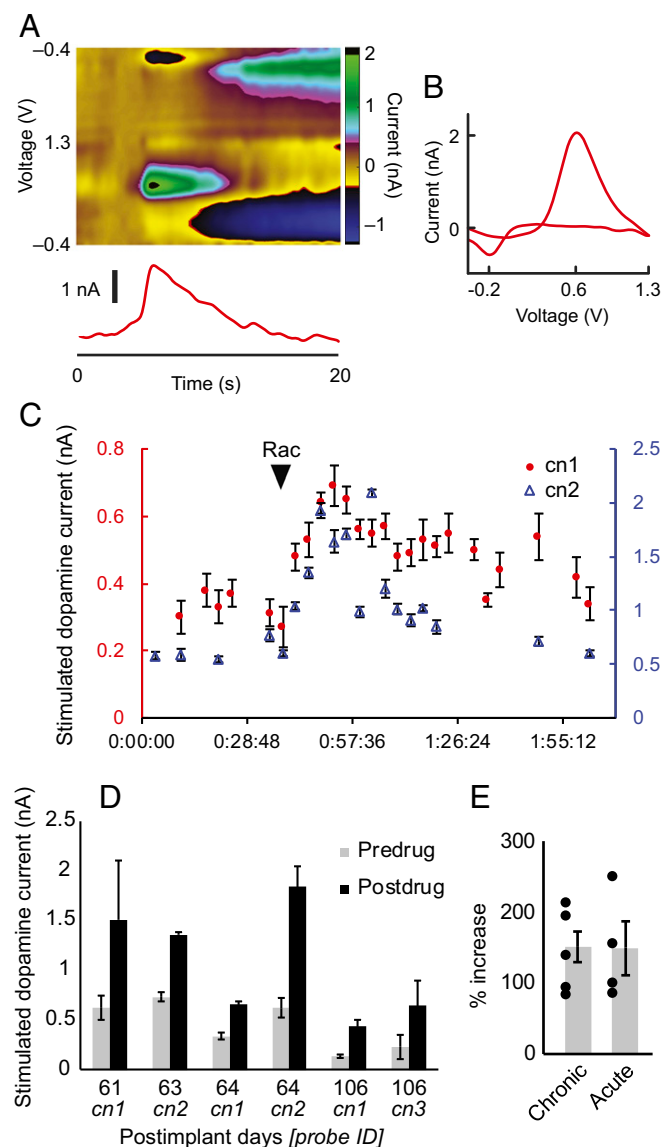 A
−0.4
1.3
−0.4
Voltage (V)
2
1
0
−1
Current (nA)
1 nA
0
20
Time (s)
B
2
0
Current (nA)
-0.2
0.6
1.3
Voltage (V)
C
Rac
cn1
cn2
Stimulated dopamine current (nA)
0.8
0.6
0.4
0.2
0
2.5
2
1.5
1
0.5
0
0:00:00
0:28:48
0:57:36
1:26:24
1:55:12
D
Stimulated dopamine current (nA)
2.5
2
1.5
1
0.5
0
Predrug
Postdrug
61 63 64 64 106 106
cn1 cn2 cn1 cn2 cn1 cn3
Postimplant days [probe ID]
E
% increase
300
200
100
0
Chronic
Acute